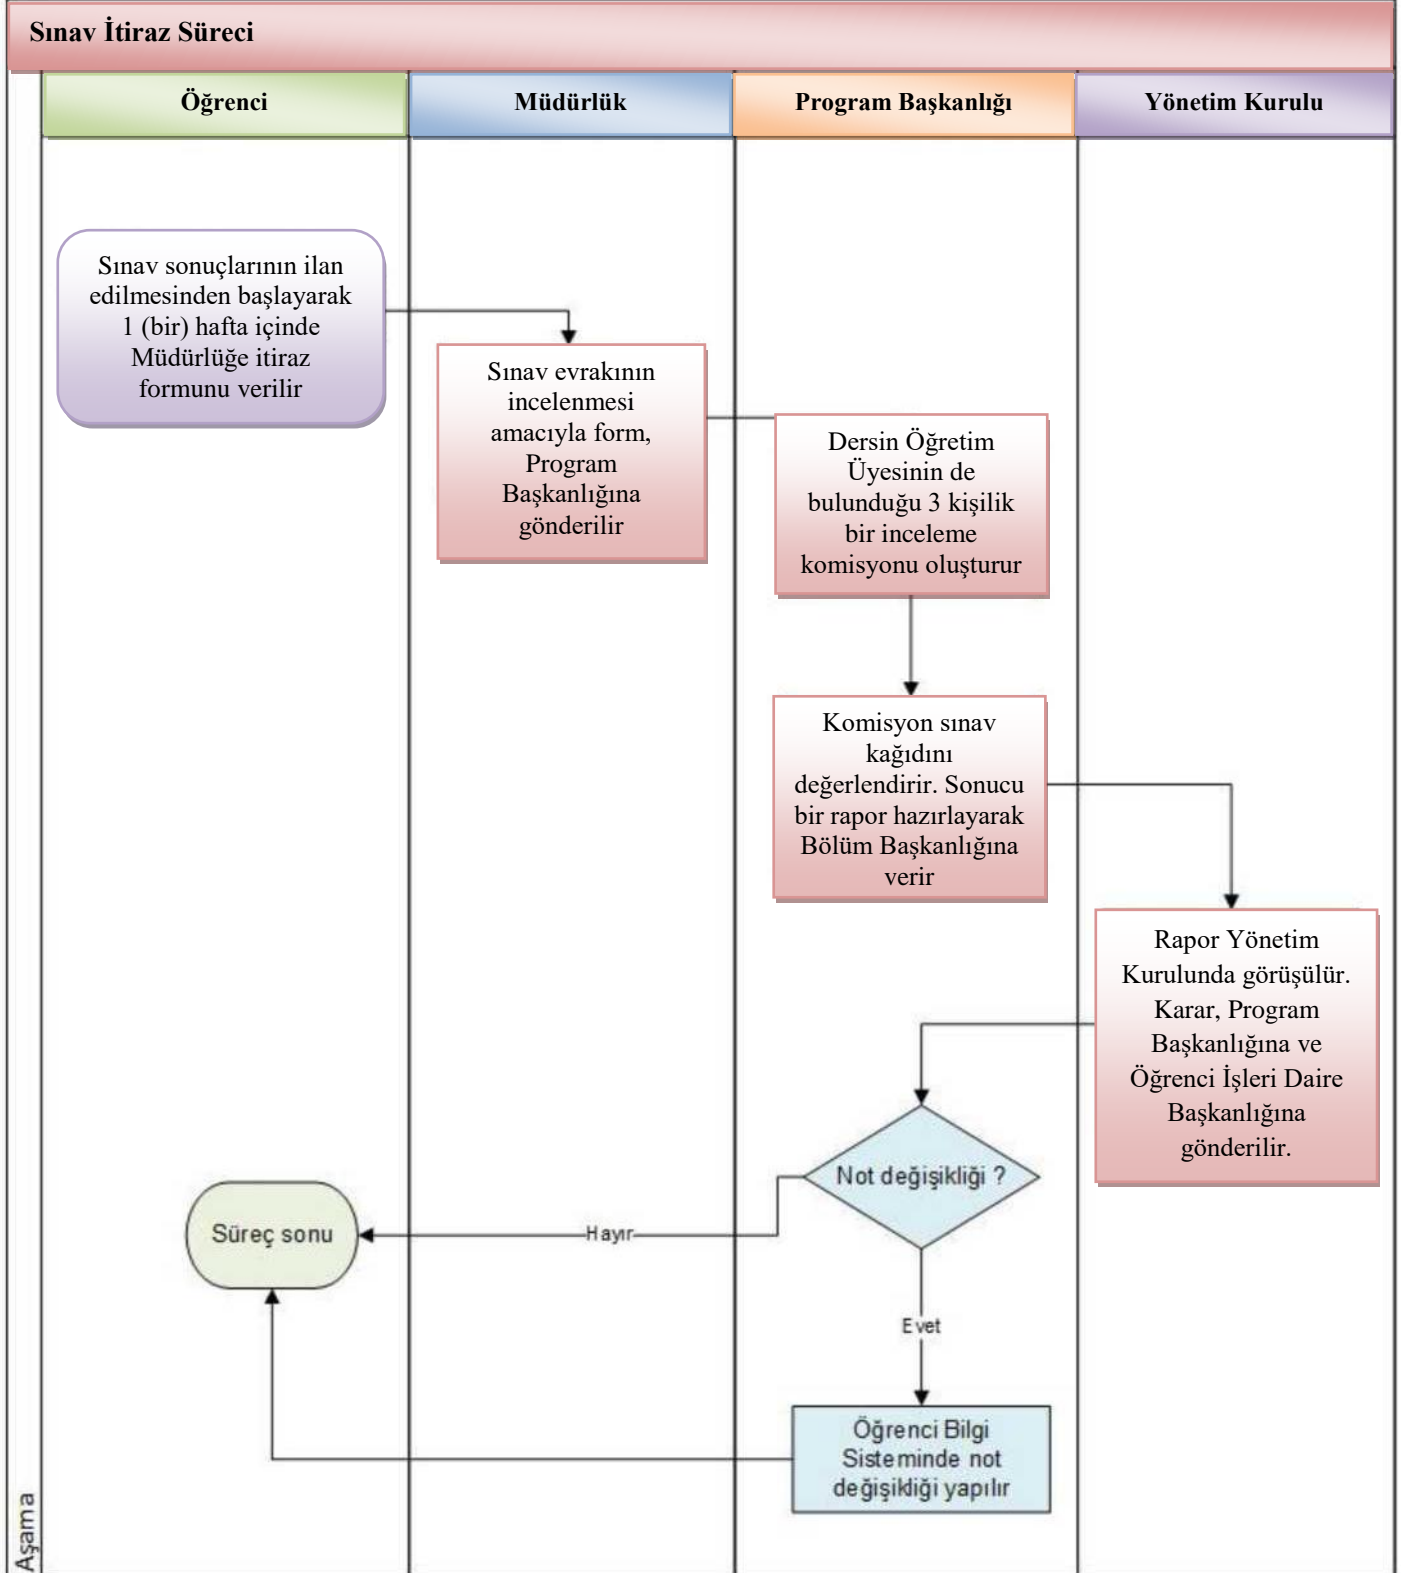 Sınav İtiraz Süreci
Öğrenci
Müdürlük
Program Başkanlığı
Yönetim Kurulu
Sınav sonuçlarının ilan
edilmesinden başlayarak
1 (bir) hafta içinde
Müdürlüğe itiraz
formunu verilir
Sınav evrakının
incelenmesi
amacıyla form,
Program
Başkanlığına
gönderilir
Dersin Öğretim
Üyesinin de
bulunduğu 3 kişilik
bir inceleme
komisyonu oluşturur
Komisyon sınav
kağıdını
değerlendirir. Sonucu
bir rapor hazırlayarak
Bölüm Başkanlığına
verir
Rapor Yönetim
Kurulunda görüşülür.
Karar, Program
Başkanlığına ve
Öğrenci İşleri Daire
Başkanlığına
gönderilir.
Not değişikliği ?
Hayır
Süreç sonu
Evet
Öğrenci Bilgi
Sisteminde not
değişikliği yapılır
Aşama